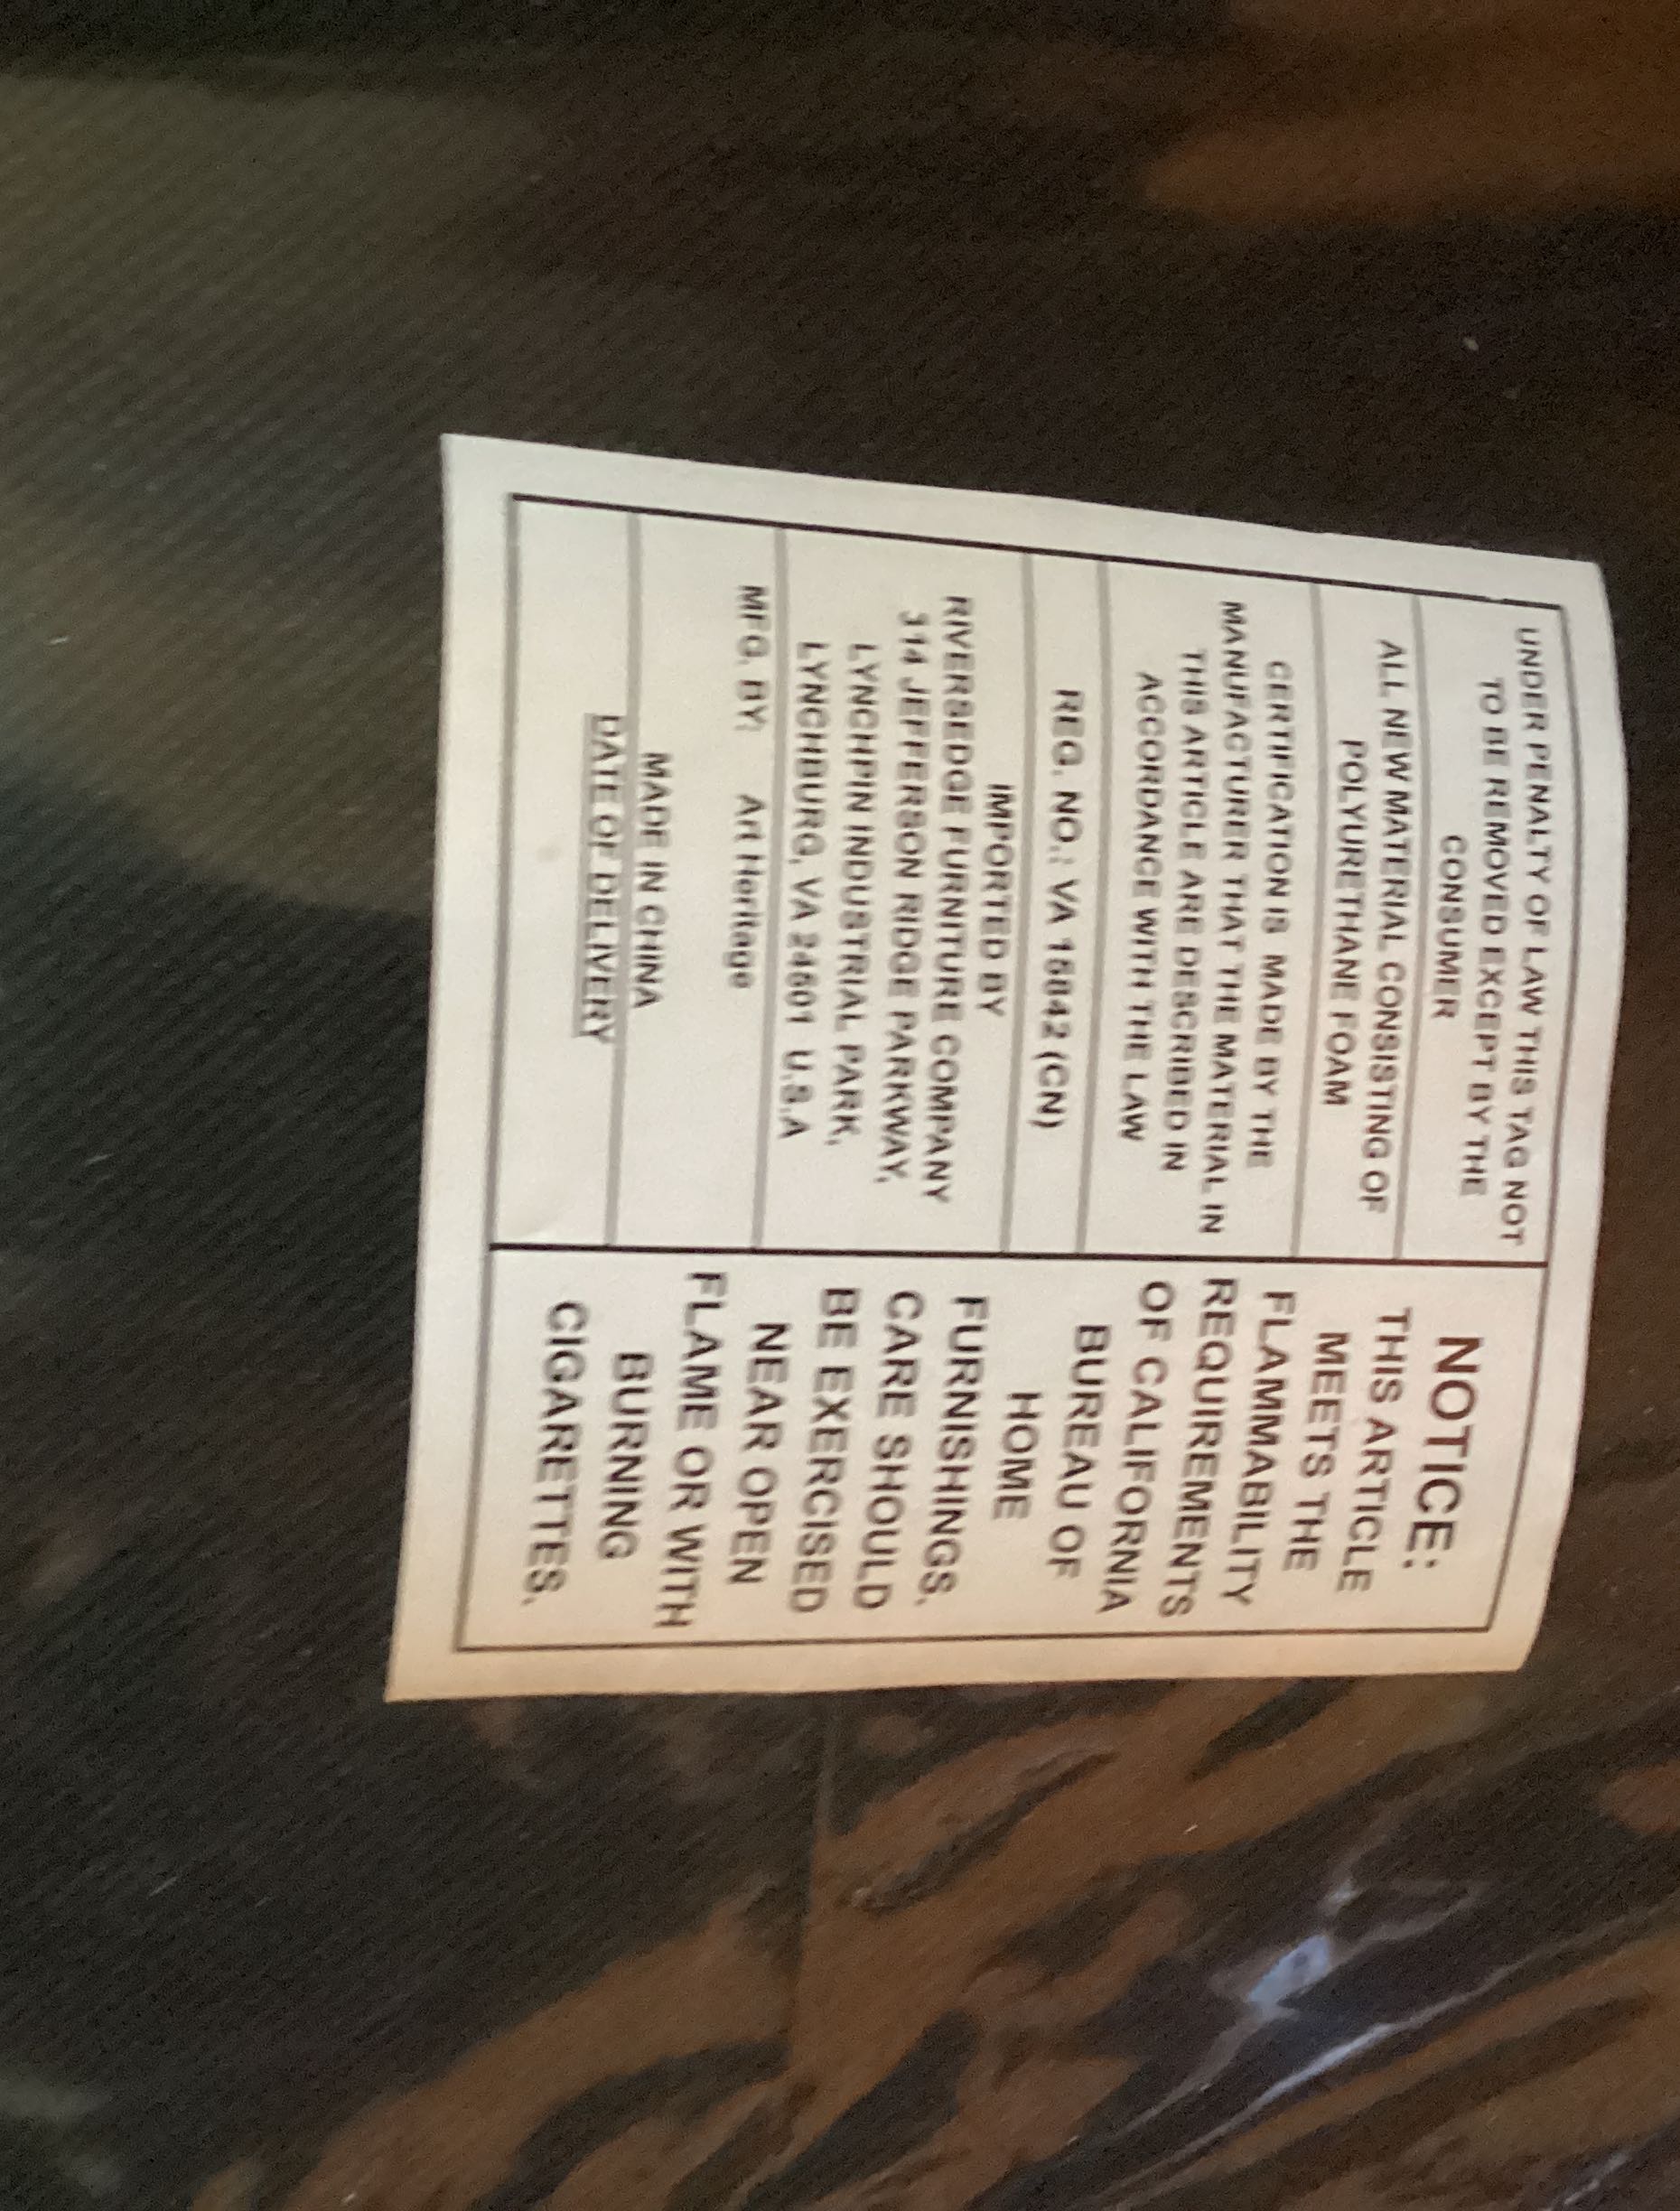 UNDER PENALTY OF LAW THIS TAG NOT
TO BE REMOVED EXCEPT BY THE
CONSUMER
ALL NEW MATERIAL CONSISTING OF
POLYURETHANE FOAM
CERTIFICATION IS MADE BY THE
MANUFACTURER THAT THE MATERIAL IN
THIS ARTICLE ARE DESCRIBED IN
ACCORDANCE WITH THE LAW
REG. NO.: VA 16842 (CN)
IMPORTED BY
RIVERSEDGE FURNITURE COMPANY
314 JEFFERSON RIDGE PARKWAY,
LYNCHPIN INDUSTRIAL PARK,
LYNCHBURG, VA 24501 U.S.A
MFG. BY: Art Heritage
MADE IN CHINA
DATE OF DELIVERY
NOTICE:
THIS ARTICLE
MEETS THE
FLAMMABILITY
REQUIREMENTS
OF CALIFORNIA
BUREAU OF
HOME
FURNISHINGS.
CARE SHOULD
BE EXERCISED
NEAR OPEN
FLAME OR WITH
BURNING
CIGARETTES.